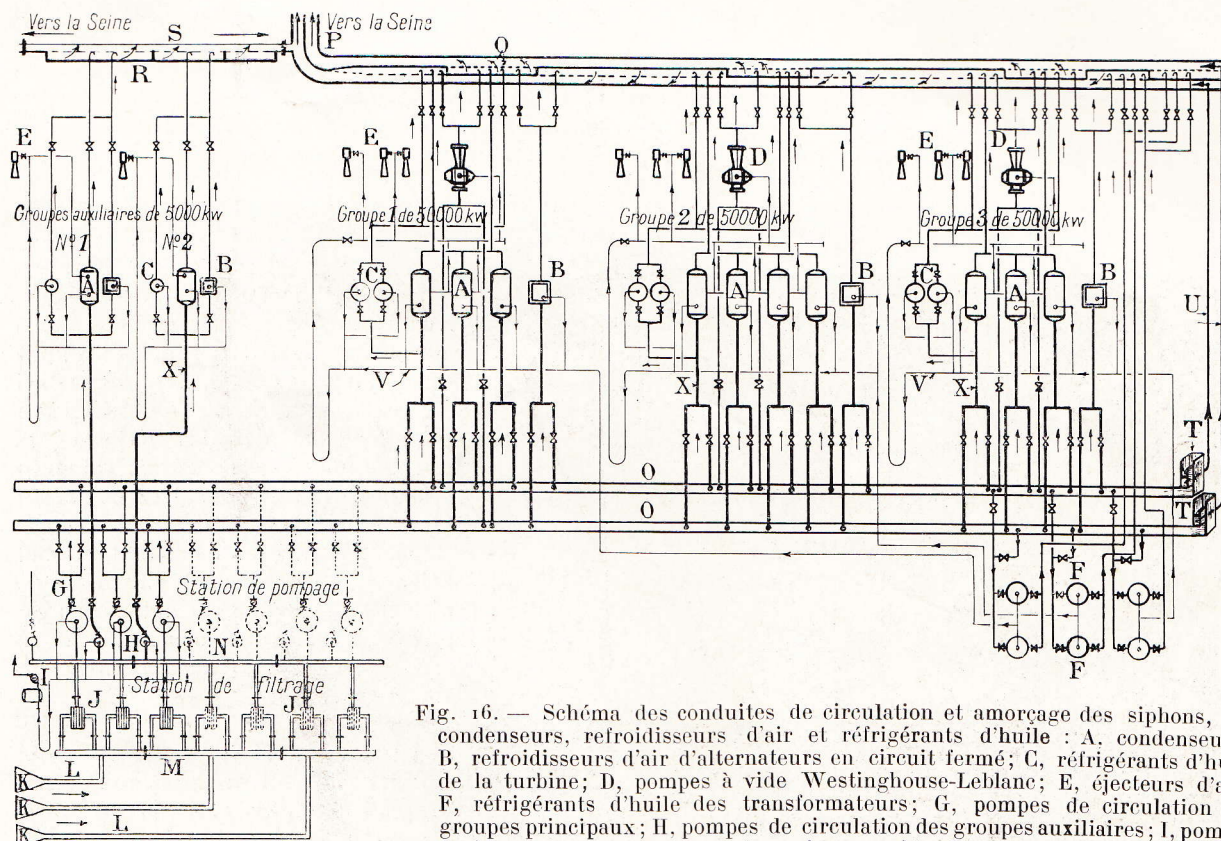 Vers la Seine
S
Vers la Seine
P
Q
R
E
E
D
E
D
Groupes auxiliaires de 5000 kw
Nº 1
Nº 2
Groupe 1 de 50000 kw
Groupe 2 de 50000 kw
Groupe 3 de 50000 kw
A
C
B
C
A
B
A
B
C
A
B
U
X
V
X
V
X
T
O
O
T
G
Station de pompage
F
H
N
F
I
Station de filtrage
J
J
L
M
K
K
L
K
Fig. 16. — Schéma des conduites de circulation et amorçage des siphons,
condenseurs, refroidisseurs d'air et réfrigérants d'huile : A, condenseu
B, refroidisseurs d'air d'alternateurs en circuit fermé; C, réfrigérants d'hu
de la turbine; D, pompes à vide Westinghouse-Leblanc; E, éjecteurs d'a
F, réfrigérants d'huile des transformateurs; G, pompes de circulation
groupes principaux; H, pompes de circulation des groupes auxiliaires; I, pom